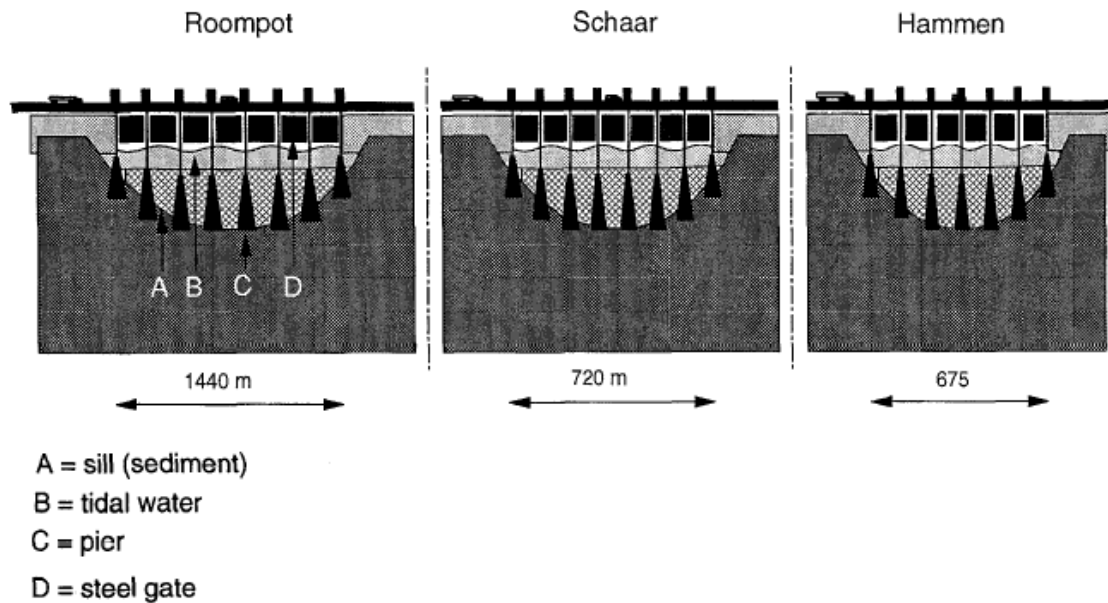 Roompot Schaar Hammen
A B C D
1440 m 720 m 675
A = sill (sediment)
B = tidal water
C = pier
D = steel gate